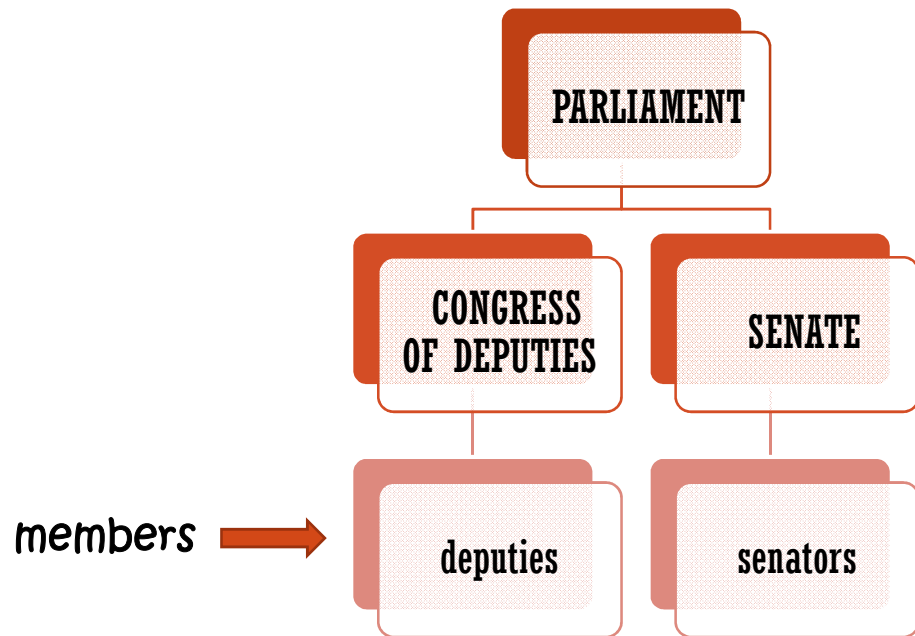 PARLIAMENT
CONGRESS
OF DEPUTIES
SENATE
members
deputies
senators